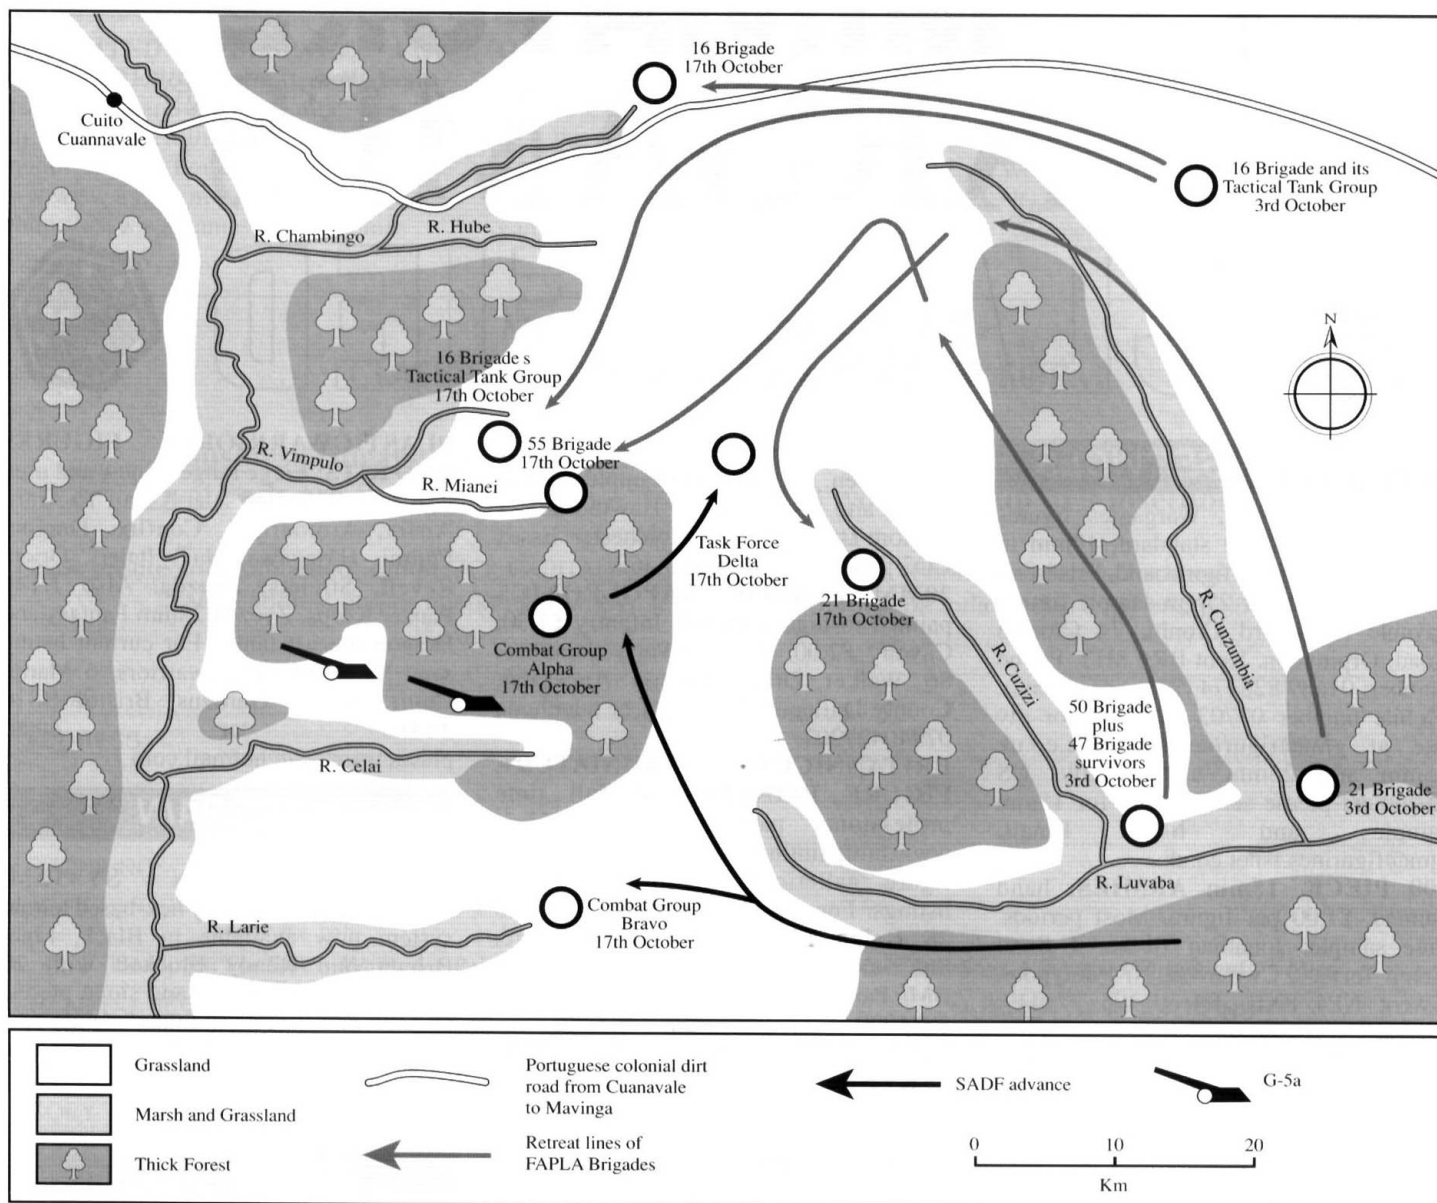 16 Brigade
17th October
Cuito
Cuannavale
16 Brigade and its
Tactical Tank Group
3rd October
R. Chambingo
R. Hube
N
16 Brigade s
Tactical Tank Group
17th October
R. Vimpulo
55 Brigade
17th October
R. Mianei
Task Force
Delta
17th October
21 Brigade
17th October
R. Cunzumbia
Combat Group
Alpha
17th October
R. Cuzizi
50 Brigade
plus
47 Brigade
survivors
3rd October
R. Celai
21 Brigade
3rd October
R. Luvaba
Combat Group
Bravo
17th October
R. Larie
Grassland
Marsh and Grassland
Thick Forest
Portuguese colonial dirt
road from Cuanavale
to Mavinga
Retreat lines of
FAPLA Brigades
SADF advance
G-5a
0 10 20
Km